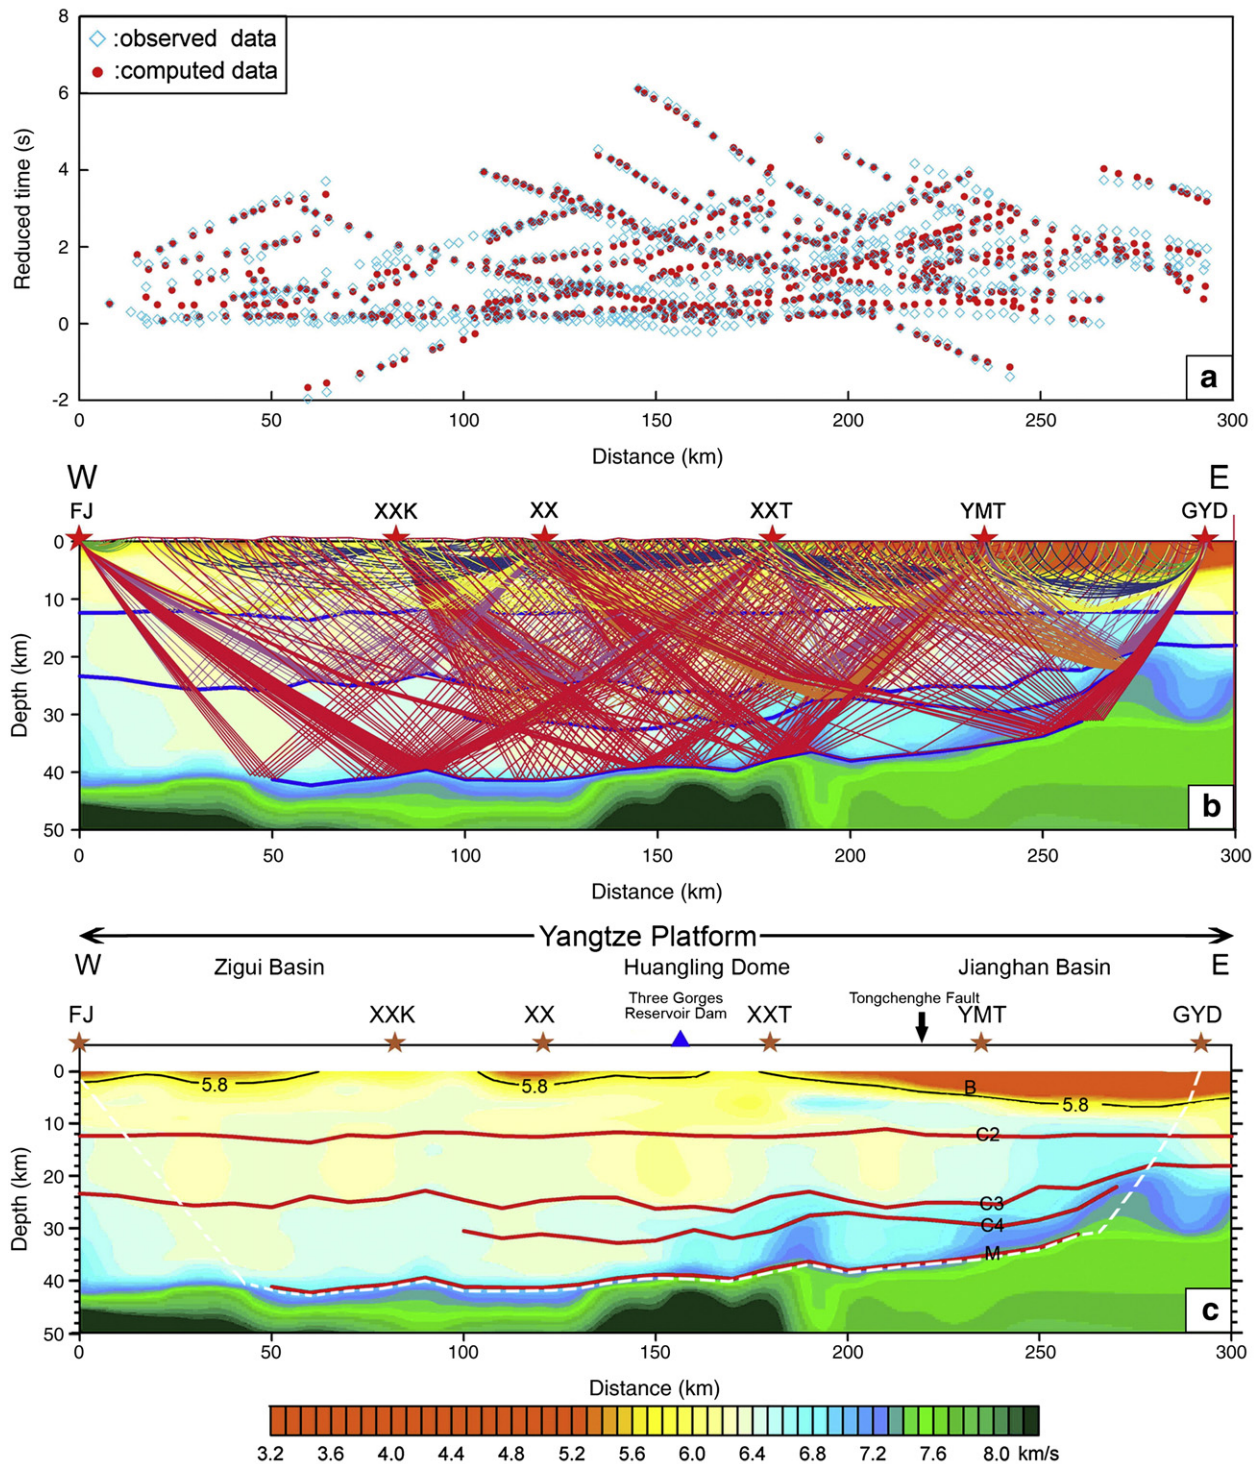 8
6
4
2
0
-2
Reduced time (s)
:observed data
:computed data
a
0 50 100 150 200 250 300
Distance (km)
W E
FJ XXK XX XXT YMT GYD
0
10
20
30
40
50
Depth (km)
b
0 50 100 150 200 250 300
Distance (km)
Yangtze Platform
W E
Zigui Basin Huangling Dome Jianghan Basin
Three Gorges
Reservoir Dam
Tongchenghe Fault
FJ XXK XX XXT YMT GYD
0
10
20
30
40
50
Depth (km)
5.8 5.8 B 5.8
C2
C3
C4
M
c
0 50 100 150 200 250 300
Distance (km)
3.2 3.6 4.0 4.4 4.8 5.2 5.6 6.0 6.4 6.8 7.2 7.6 8.0 km/s